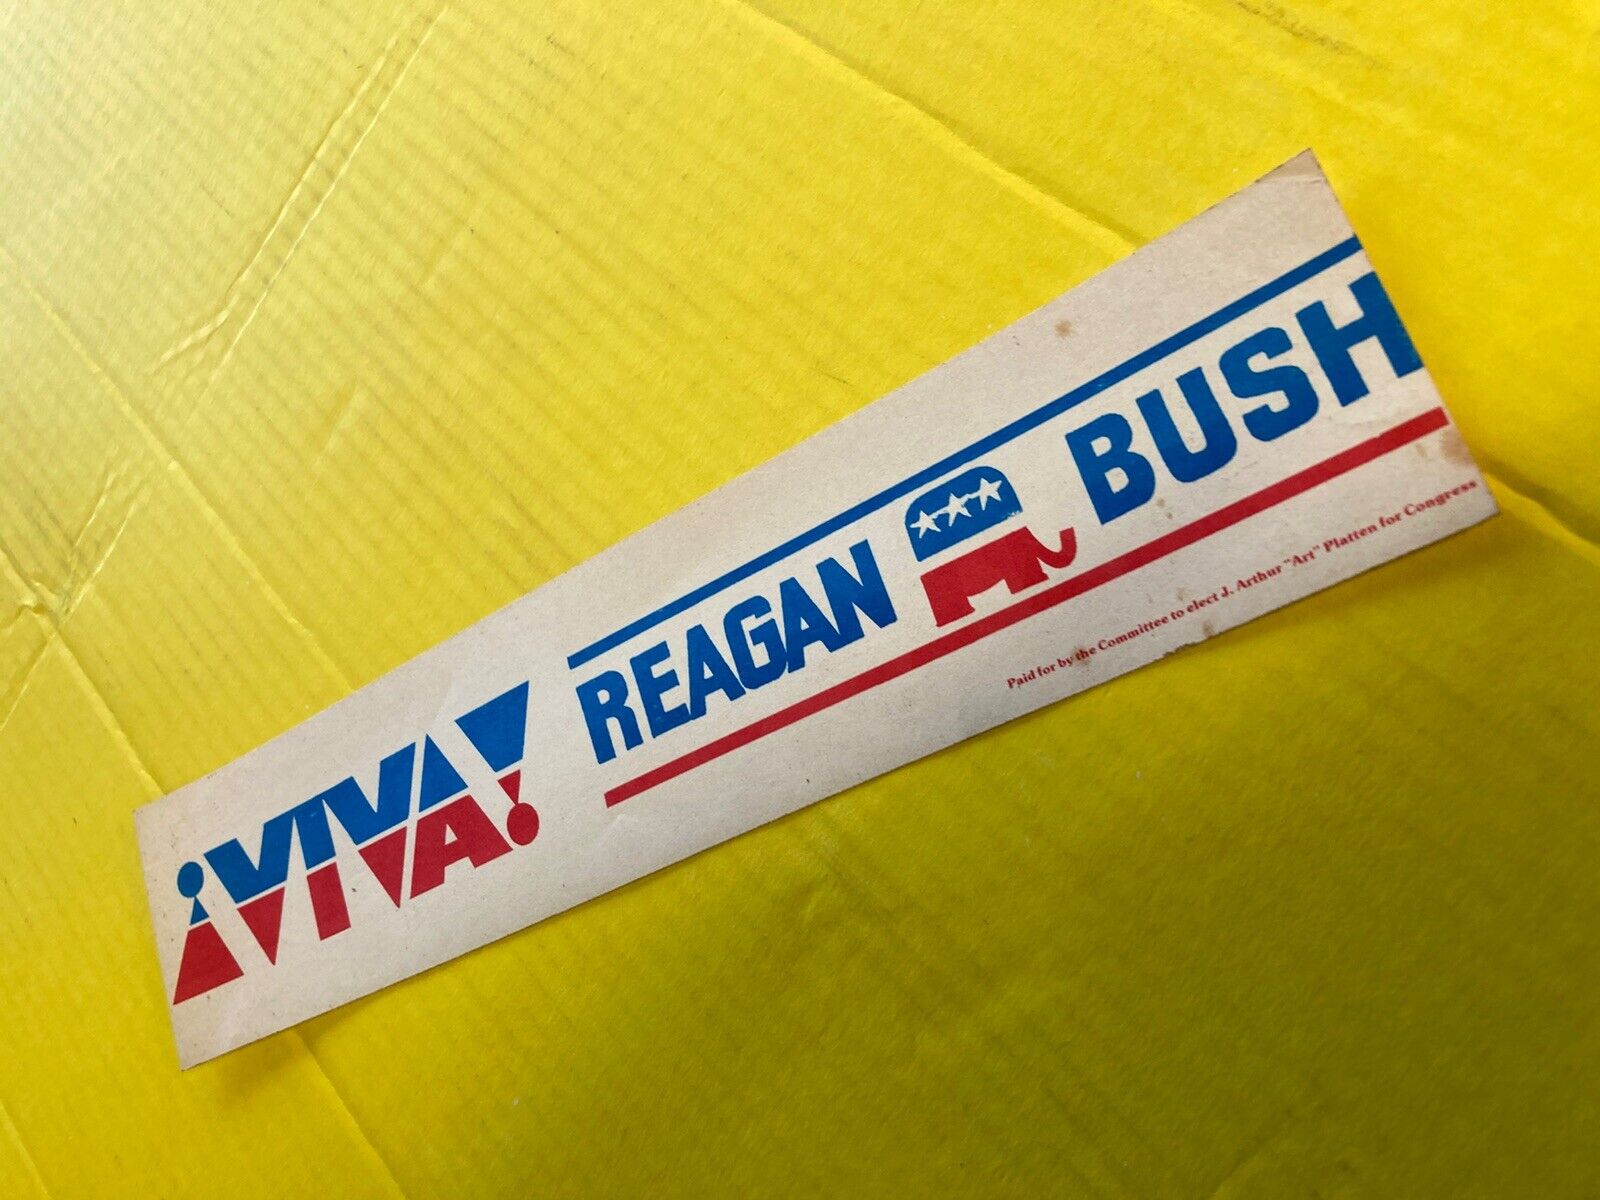 ¡VIVA!
REAGAN BUSH
Paid for by the Committee to elect J. Arthur "Art" Platten for Congress